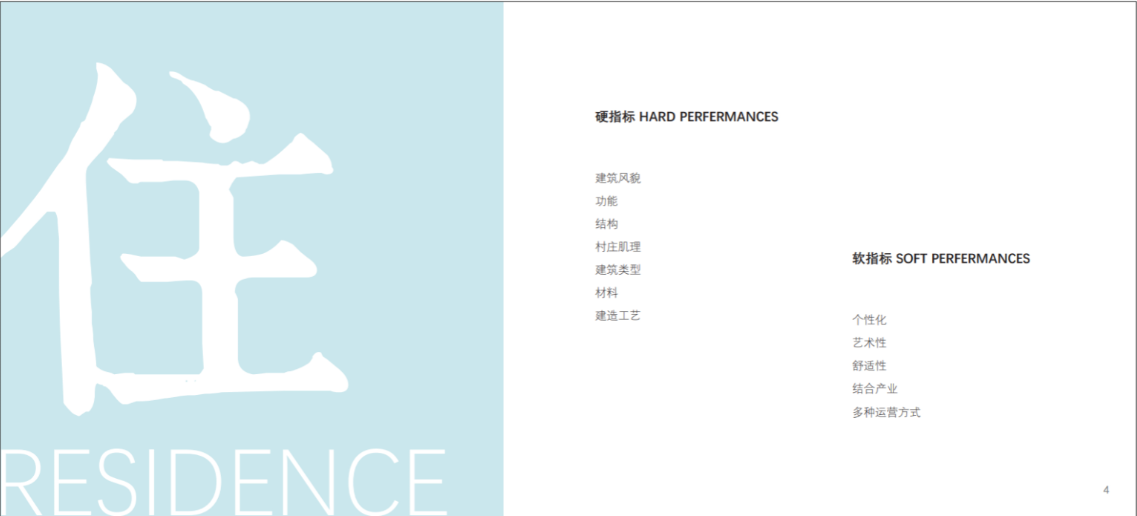 住
RESIDENCE
硬指标 HARD PERFERMANCES
建筑风貌
功能
结构
村庄肌理
建筑类型
材料
建造工艺
软指标 SOFT PERFERMANCES
个性化
艺术性
舒适性
结合产业
多种运营方式
4